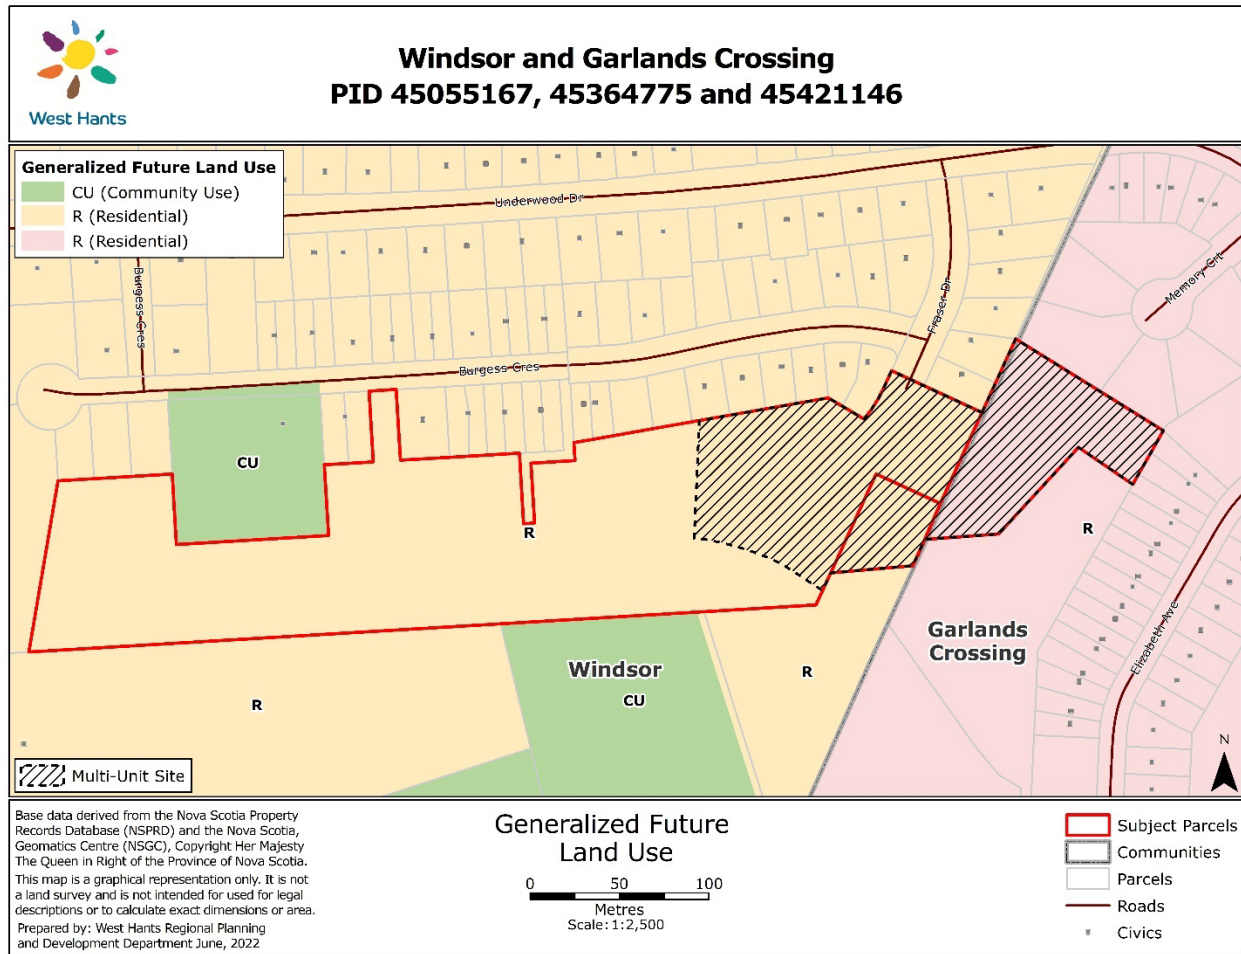 West Hants
Windsor and Garlands Crossing
PID 45055167, 45364775 and 45421146
Generalized Future Land Use
CU (Community Use)
R (Residential)
R (Residential)
Underwood Dr
Burgess Cres
Burgess Cres
Fraser Dr
Memory Crt
Elizabeth Ave
CU
R
R
Windsor
CU
R
R
Garlands
Crossing
N
Multi-Unit Site
Base data derived from the Nova Scotia Property
Records Database (NSPRD) and the Nova Scotia,
Geomatics Centre (NSGC), Copyright Her Majesty
The Queen in Right of the Province of Nova Scotia.
This map is a graphical representation only. It is not
a land survey and is not intended for used for legal
descriptions or to calculate exact dimensions or area.
Prepared by: West Hants Regional Planning
and Development Department June, 2022
Generalized Future
Land Use
0 50 100
Metres
Scale: 1:2,500
Subject Parcels
Communities
Parcels
Roads
Civics